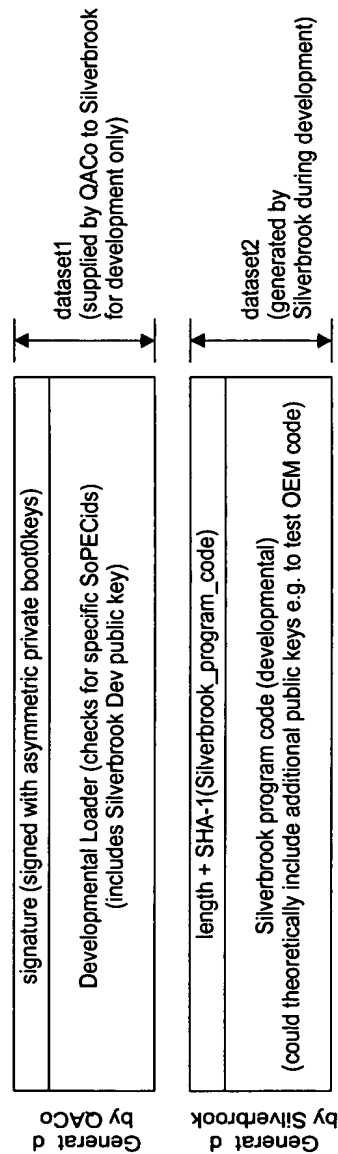 Generat d
by QACo
signature (signed with asymmetric private boot0keys)
Developmental Loader (checks for specific SoPECids)
(includes Silverbrook Dev public key)
dataset1
(supplied by QACo to Silverbrook
for development only)
Generat d
by Silverbrook
length + SHA-1(Silverbrook_program_code)
Silverbrook program code (developmental)
(could theoretically include additional public keys e.g. to test OEM code)
dataset2
(generated by
Silverbrook during development)